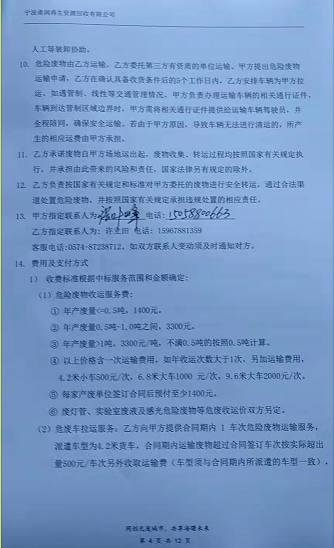 宁波诺润再生资源回收有限公司
人工等装卸协助。
10. 危险废物由乙方运输，乙方委托第三方有资质的单位运输，甲方提出危险废物
运输申请，乙方在确认具备收货条件后的5个工作日内，乙方安排车辆为甲方拉
运，如遇管制、线性等交通管理情况，甲方负责办理运输车辆的相关通行证件，
车辆到达管制区域边界时，甲方需将相关通行证件提供给运输车辆驾驶员，并
全程陪同，确保安全运输。若由于甲方原因，导致车辆无法进行清运的，所产
生的相应运费由甲方承担。
11. 乙方承诺废物自甲方场地运出起，废物收集、转运过程均按照国家有关规定执
行，并承担由此带来的风险和责任，国家法律另有规定的除外。
12. 乙方负责按国家有关规定和标准对甲方委托的废物进行安全转运，通过合法渠
道处置危险废物，并按照国家有关规定承担违规处置的相应责任。
13. 甲方指定联系人为： 电话：15058800663
乙方指定联系人为：许立田 电话：15967881359
客服电话:0574-87238712，如双方联系人变动须及时通知对方。
14. 费用及支付方式
1） 收费标准根据中标服务范围和金额确定：
（1）危险废物收运服务费：
① 年产废量<=0.5吨，1400元。
② 年产废量0.5吨-1.0吨之间，3300元。
③ 年产废量>1吨，3300元/吨，不满0.5吨的按照0.5吨计算。
④ 以上价格含一次运输费用，如年收运次数大于1次，另加运输费用，
4.2米小车500元/次，6.8米大车1000 元/次，9.6米大车2000元/次。
⑤ 每家产废单位签订合同后预付至少1400元。
⑥ 废灯管、实验室废液及感光危险废物等危废收运价双方另定。
（2）危废车拉运服务：乙方向甲方提供合同期内 1 车次危险废物运输服务，
派遣车型为4.2米货车，合同期内运输废物超过合同签订车次按实际超出
量500元/车次另外收取运输费（车型须与合同期内所派遣的车型一致），
同创无废城市，共享海曙未来
第 4 页 共 12 页